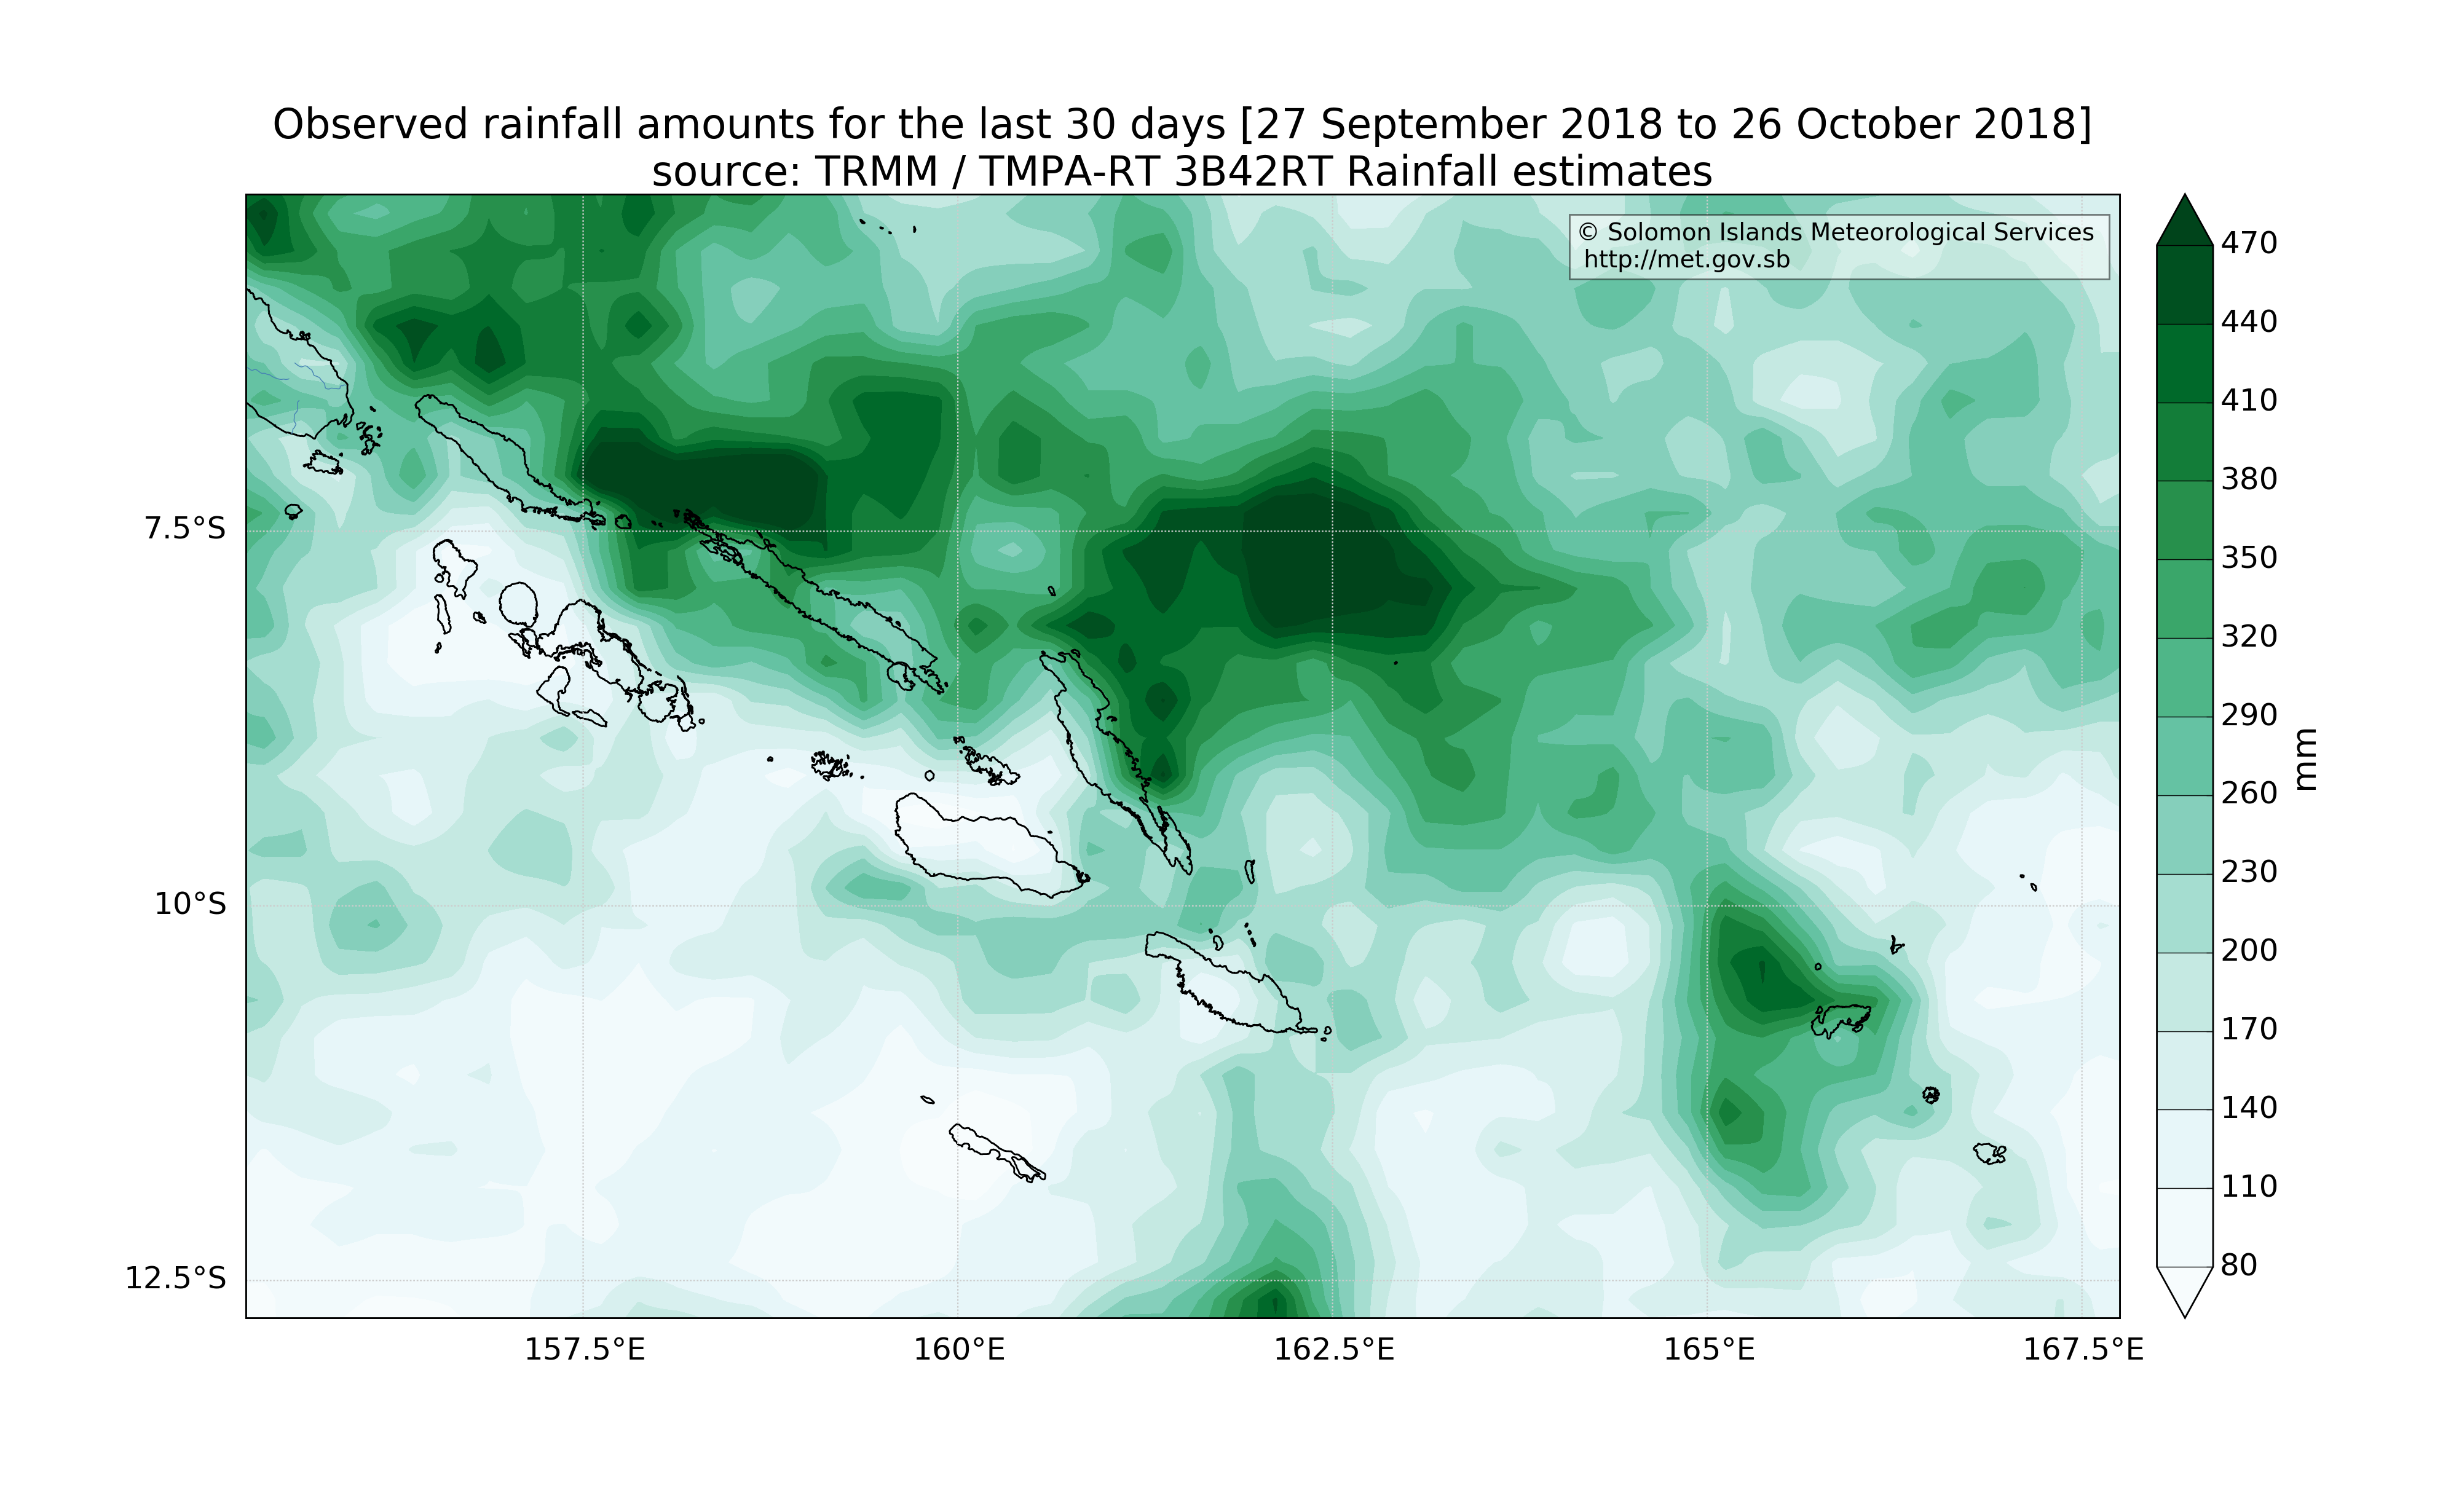 Observed rainfall amounts for the last 30 days [27 September 2018 to 26 October 2018]
source: TRMM / TMPA-RT 3B42RT Rainfall estimates
© Solomon Islands Meteorological Services
http://met.gov.sb
7.5°S
10°S
12.5°S
157.5°E
160°E
162.5°E
165°E
167.5°E
470
440
410
380
350
320
290
260
230
200
170
140
110
80
mm